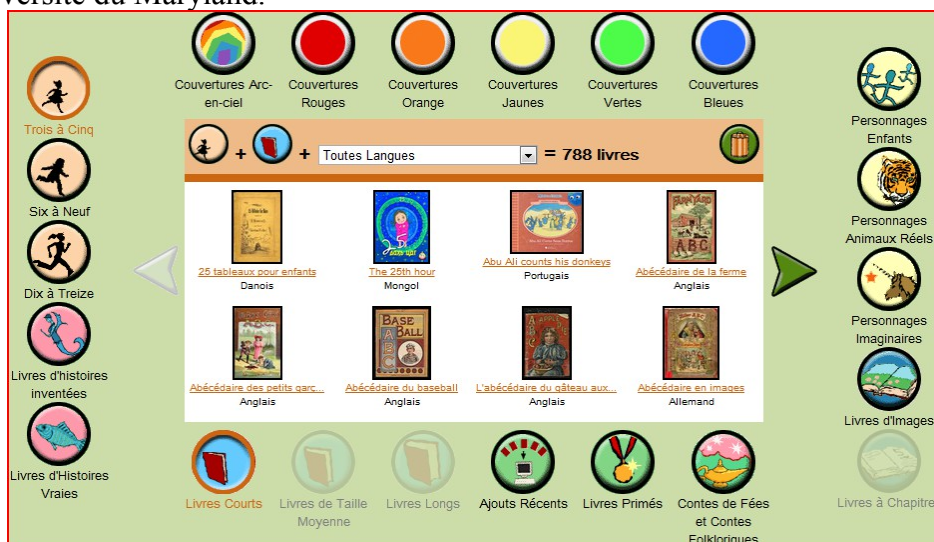 versité du Maryland.
Couvertures Arc-
en-ciel
Couvertures
Rouges
Couvertures
Orange
Couvertures
Jaunes
Couvertures
Vertes
Couvertures
Bleues
Trois à Cinq
Six à Neuf
Dix à Treize
Livres d'histoires
inventées
Livres d'Histoires
Vraies
+ + Toutes Langues = 788 livres
25 tableaux pour enfants
Danois
The 25th hour
Mongol
Abu Ali counts his donkeys
Portugais
Abécédaire de la ferme
Anglais
Abécédaire des petits garç...
Anglais
BASE
BALL
ABC
Abécédaire du baseball
Anglais
L'abécédaire du gâteau aux...
Anglais
Abécédaire en images
Allemand
Personnages
Enfants
Personnages
Animaux Réels
Personnages
Imaginaires
Livres d'Images
Livres à Chapitre
Livres Courts
Livres de Taille
Moyenne
Livres Longs
Ajouts Récents
Livres Primés
Contes de Fées
et Contes
Folkloriques